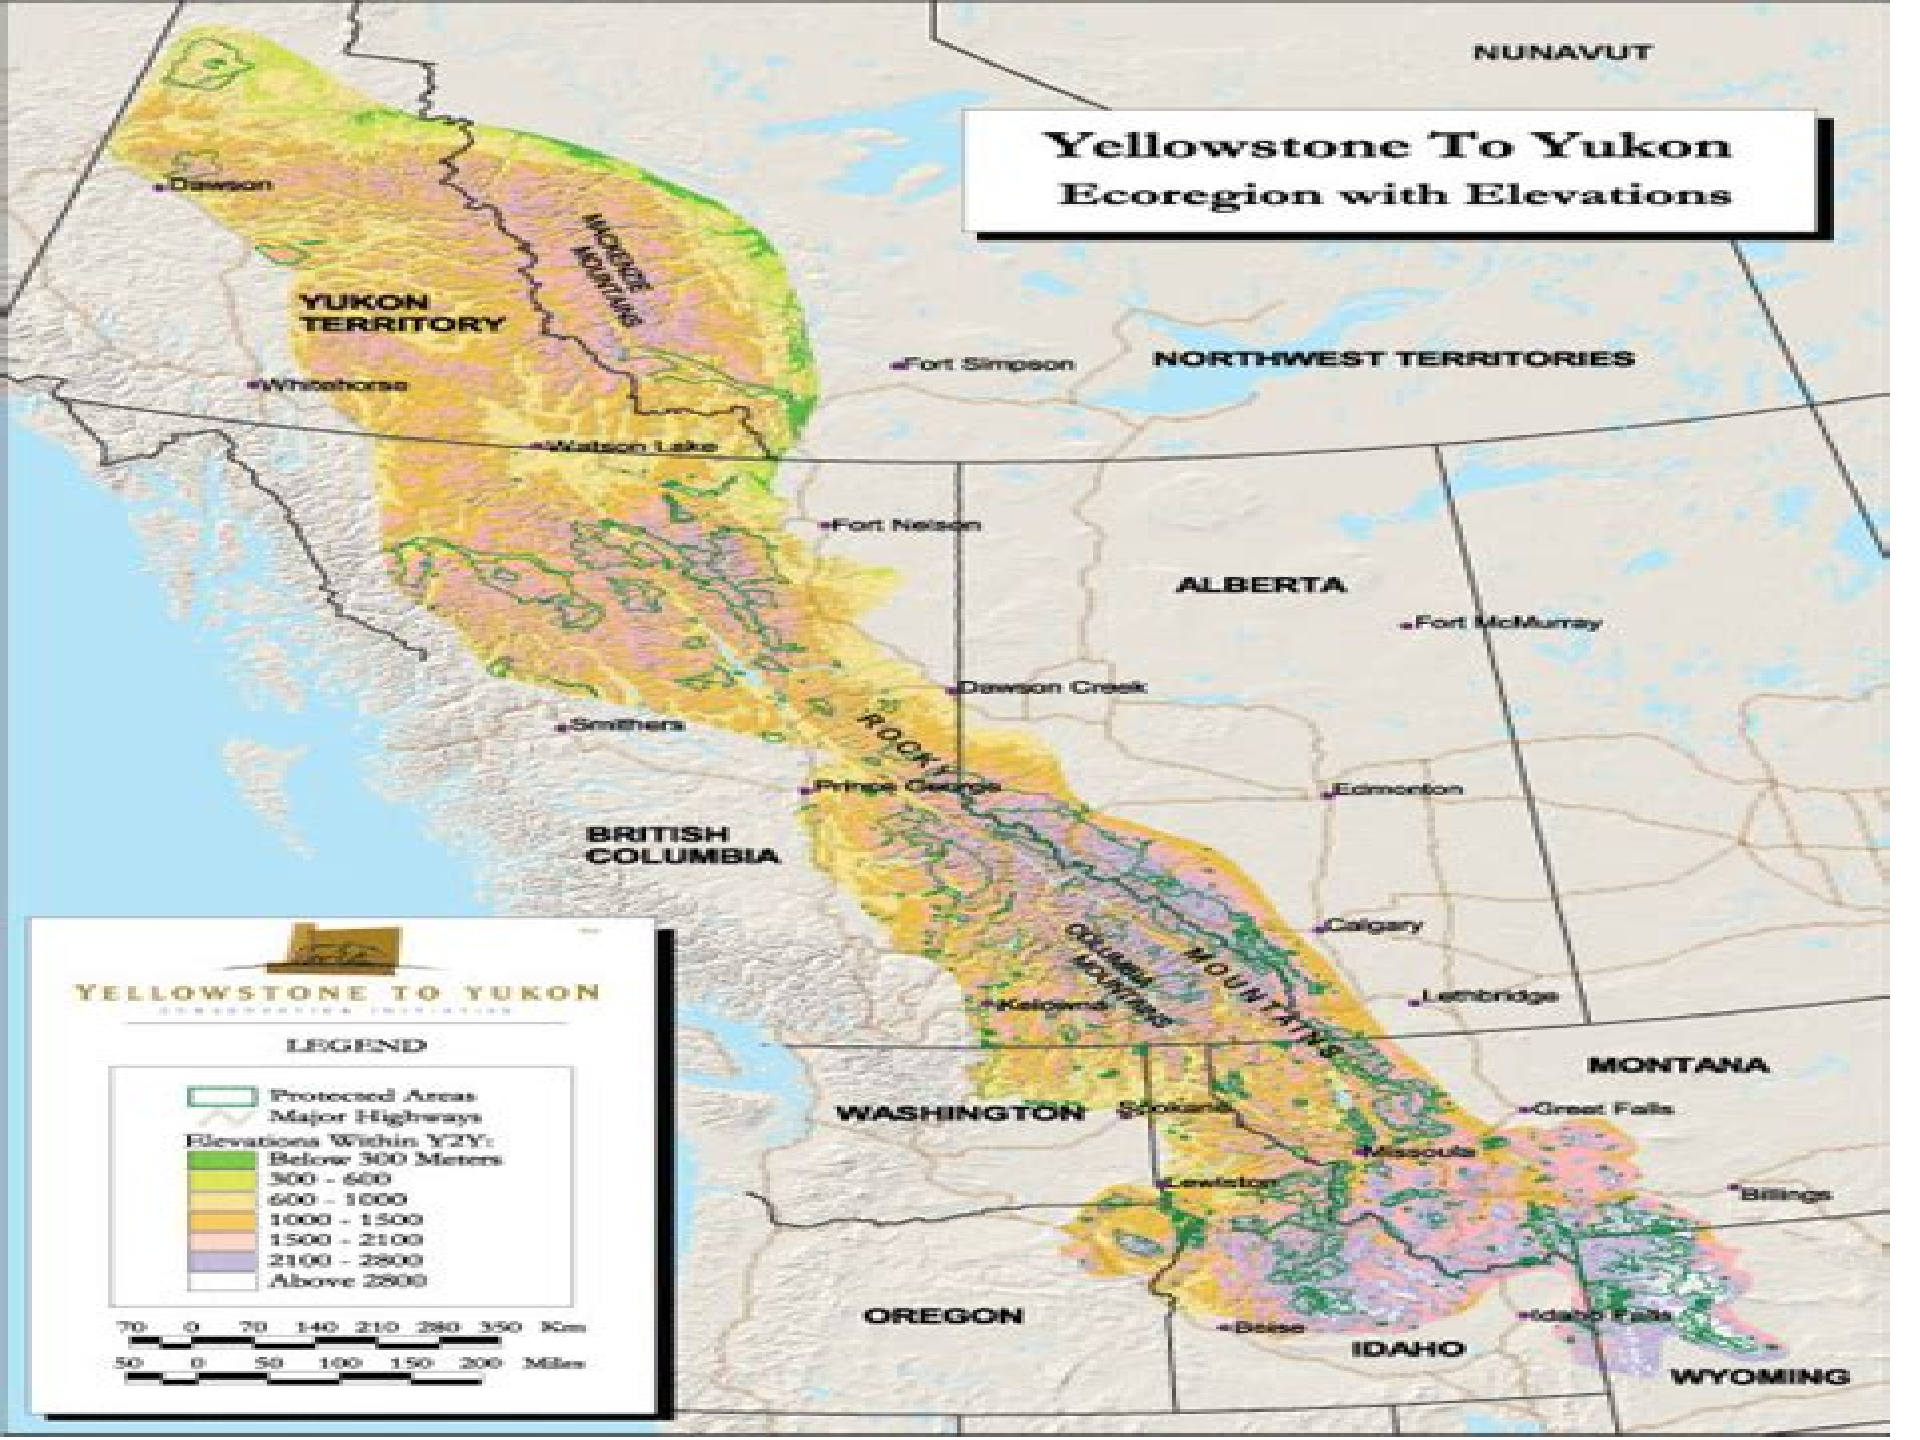 NUNAVUT
Yellowstone To Yukon
Ecoregion with Elevations
Dawson
MACKENZIE
MOUNTAINS
YUKON
TERRITORY
Fort Simpson
NORTHWEST TERRITORIES
Whitehorse
Watson Lake
Fort Nelson
ALBERTA
Fort McMurray
Dawson Creek
Smithers
ROCKY
Prince George
Edmonton
BRITISH
COLUMBIA
Calgary
COLUMBIA
MOUNTAINS
MOUNTAINS
Kelowna
Lethbridge
MONTANA
WASHINGTON
Spokane
Great Falls
Missoula
Lewiston
Billings
OREGON
Boise
Idaho Falls
IDAHO
WYOMING
YELLOWSTONE TO YUKON
CONSERVATION INITIATIVE
LEGEND
Protected Areas
Major Highways
Elevations Within Y2Y:
Below 300 Meters
300 - 600
600 - 1000
1000 - 1500
1500 - 2100
2100 - 2800
Above 2800
70 0 70 140 210 280 350 Km
50 0 50 100 150 200 Miles